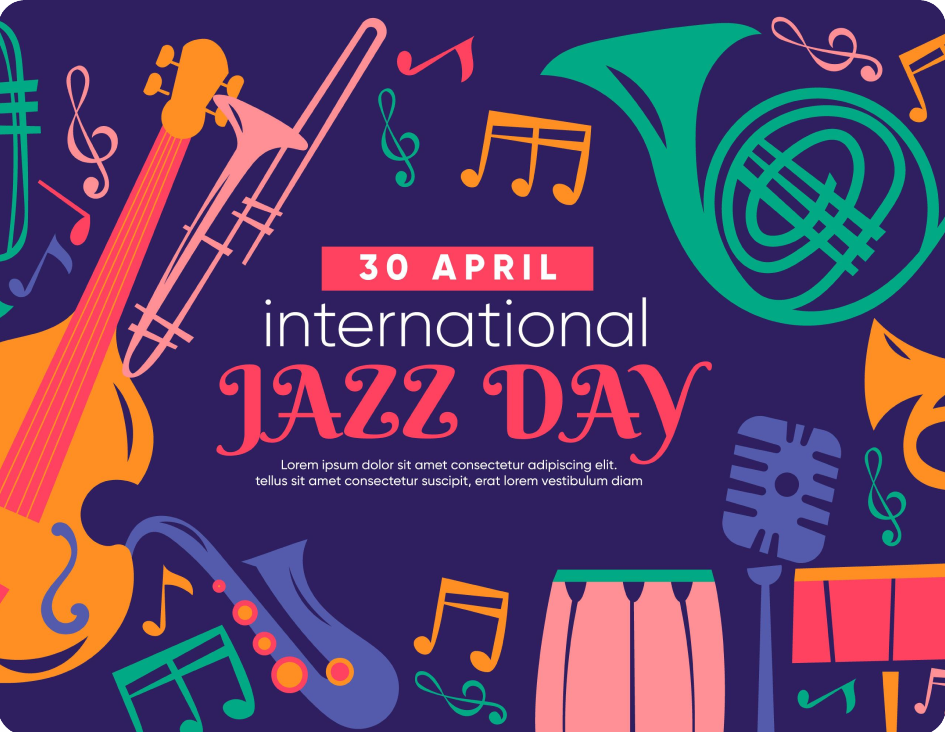 30 APRIL
international
JAZZ DAY
Lorem ipsum dolor sit amet consectetur adipiscing elit.
tellus sit amet consectetur suscipit, erat lorem vestibulum diam